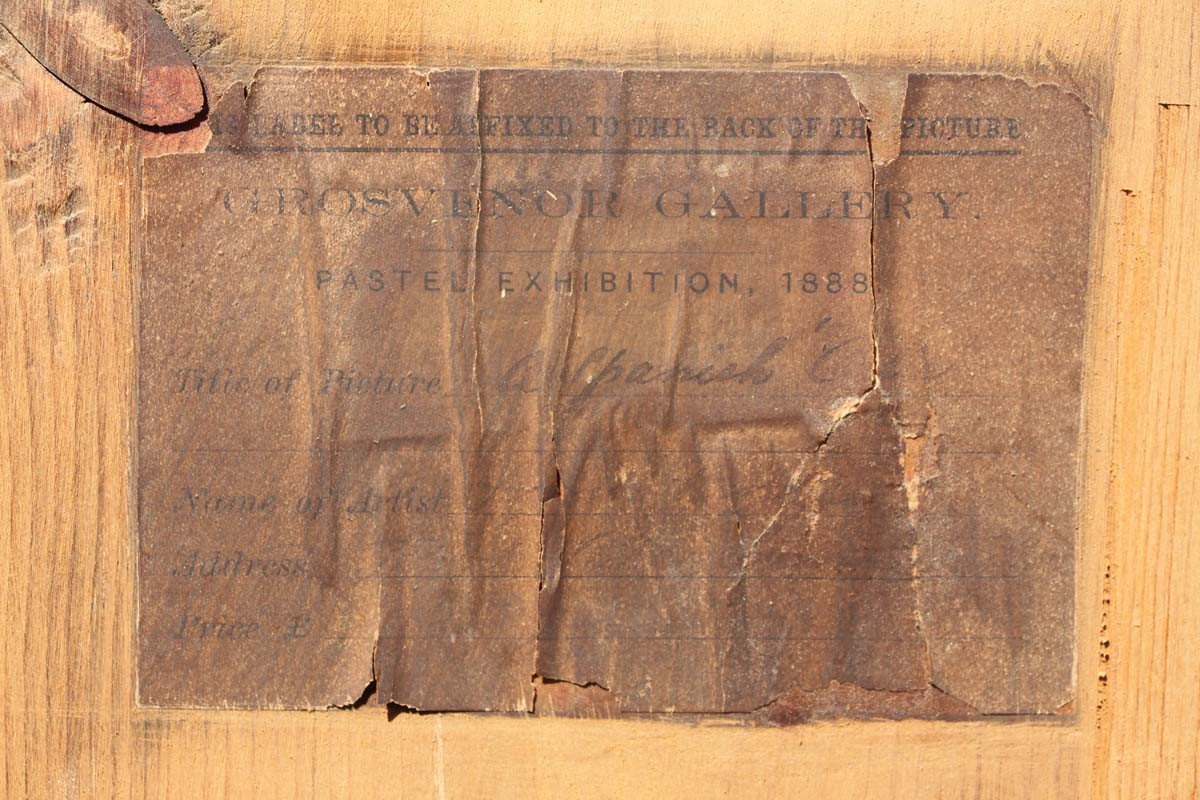 IS LABEL TO BE AFFIXED TO THE BACK OF TH PICTURE
GROSVENOR GALLERY.
PASTEL EXHIBITION, 1888
Title of Picture a Spanish
Name of Artist
Address
Price £